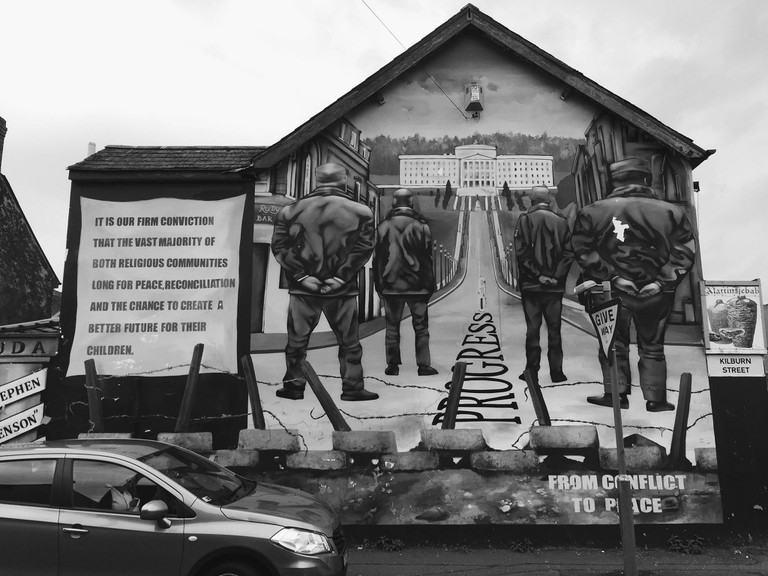 IT IS OUR FIRM CONVICTION
THAT THE VAST MAJORITY OF
BOTH RELIGIOUS COMMUNITIES
LONG FOR PEACE,RECONCILIATION
AND THE CHANCE TO CREATE A
BETTER FUTURE FOR THEIR
CHILDREN.
UDA
EPHEN
ENSON"
BAR
PROGRESS
GIVE
WAY
KILBURN
STREET
FROM CONFLICT
TO PEACE